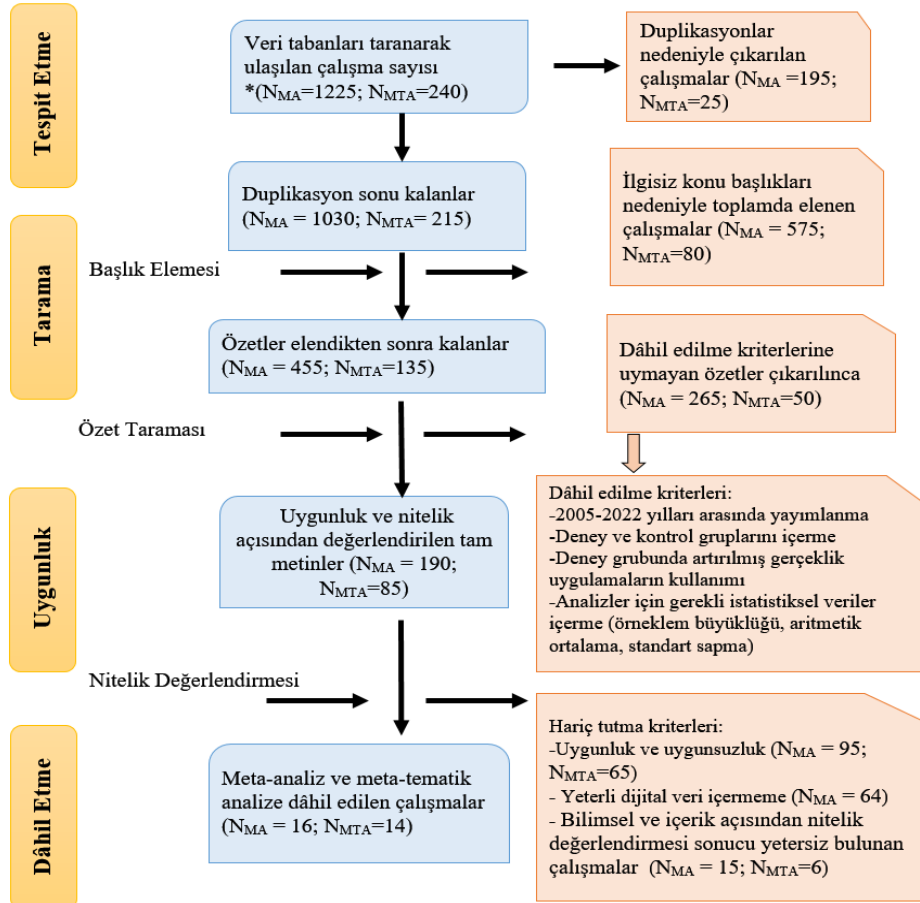 Tespit Etme
Veri tabanları taranarak
ulaşılan çalışma sayısı
*(NMA=1225; NMTA=240)
Duplikasyonlar
nedeniyle çıkarılan
çalışmalar (NMA =195;
NMTA=25)
Duplikasyon sonu kalanlar
(NMA = 1030; NMTA= 215)
İlgisiz konu başlıkları
nedeniyle toplamda elenen
çalışmalar (NMA = 575;
NMTA=80)
Tarama
Başlık Elemesi
Özetler elendikten sonra kalanlar
(NMA = 455; NMTA=135)
Dâhil edilme kriterlerine
uymayan özetler çıkarılınca
(NMA = 265; NMTA=50)
Özet Taraması
Uygunluk
Uygunluk ve nitelik
açısından değerlendirilen tam
metinler (NMA = 190;
NMTA=85)
Dâhil edilme kriterleri:
-2005-2022 yılları arasında yayımlanma
-Deney ve kontrol gruplarını içerme
-Deney grubunda artırılmış gerçeklik
uygulamaların kullanımı
-Analizler için gerekli istatistiksel veriler
içerme (örneklem büyüklüğü, aritmetik
ortalama, standart sapma)
Nitelik Değerlendirmesi
Dâhil Etme
Meta-analiz ve meta-tematik
analize dâhil edilen çalışmalar
(NMA = 16; NMTA=14)
Hariç tutma kriterleri:
-Uygunluk ve uygunsuzluk (NMA = 95;
NMTA=65)
- Yeterli dijital veri içermeme (NMA = 64)
- Bilimsel ve içerik açısından nitelik
değerlendirmesi sonucu yetersiz bulunan
çalışmalar (NMA = 15; NMTA=6)